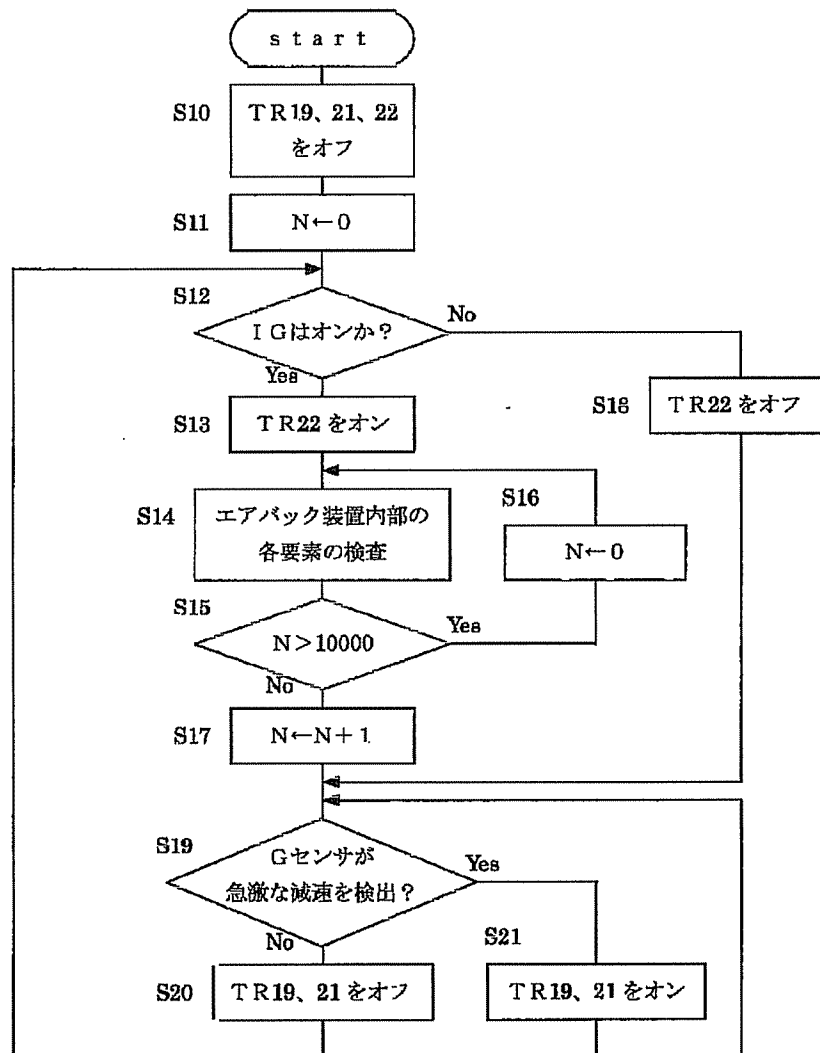 start
S10
TR19、21、22
をオフ
S11
N←0
S12
IGはオンか?
No
Yes
S13
TR22をオン
S18
TR22をオフ
S14
エアバック装置内部の
各要素の検査
S16
N←0
S15
N>10000
Yes
No
S17
N←N+1
S19
Gセンサが
急激な減速を検出?
Yes
No
S20
TR19、21をオフ
S21
TR19、21をオン